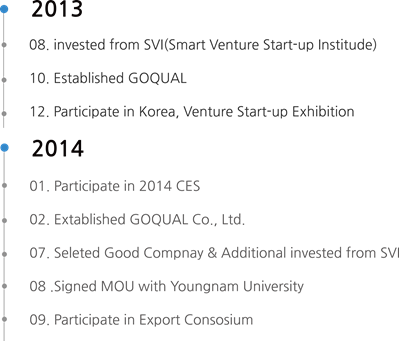 2013
08. invested from SVI(Smart Venture Start-up Institude)
10. Established GOQUAL
12. Participate in Korea, Venture Start-up Exhibition
2014
01. Participate in 2014 CES
02. Extablished GOQUAL Co., Ltd.
07. Seleted Good Compnay & Additional invested from SVI
08 .Signed MOU with Youngnam University
09. Participate in Export Consosium